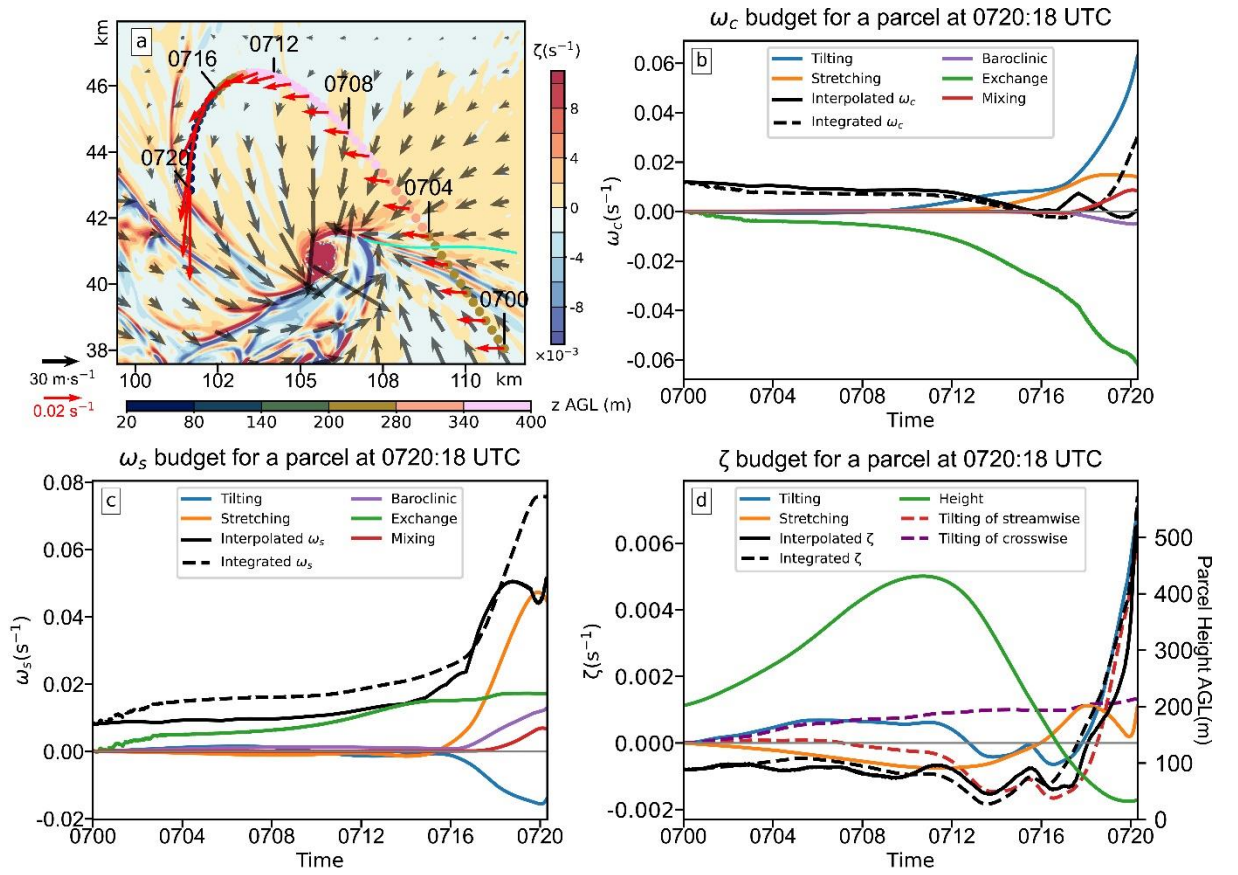 km
a
0712
ζ(s⁻¹)
46
0716
0708
8
44
4
0720
0704
42
0
-4
40
0700
-8
38
×10⁻³
100
102
105
108
110
km
30 m·s⁻¹
0.02 s⁻¹
z AGL (m)
20
80
140
200
280
340
400
ω_c budget for a parcel at 0720:18 UTC
b
Tilting
Stretching
Interpolated ω_c
Integrated ω_c
Baroclinic
Exchange
Mixing
0.06
0.04
0.02
0.00
-0.02
-0.04
-0.06
ω_c(s⁻¹)
0700
0704
0708
0712
0716
0720
Time
ω_s budget for a parcel at 0720:18 UTC
c
Tilting
Stretching
Interpolated ω_s
Integrated ω_s
Baroclinic
Exchange
Mixing
0.08
0.06
0.04
0.02
0.00
-0.02
ω_s(s⁻¹)
0700
0704
0708
0712
0716
0720
Time
ζ budget for a parcel at 0720:18 UTC
d
Tilting
Stretching
Interpolated ζ
Integrated ζ
Height
Tilting of streamwise
Tilting of crosswise
0.006
0.004
0.002
0.000
-0.002
ζ(s⁻¹)
500
400
300
200
100
0
Parcel Height AGL(m)
0700
0704
0708
0712
0716
0720
Time